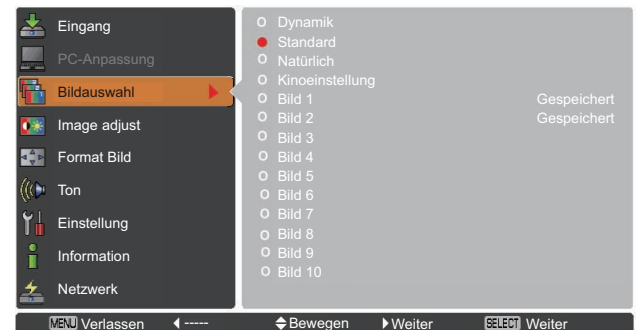 Eingang
PC-Anpassung
Bildauswahl
Image adjust
Format Bild
Ton
Einstellung
Information
Netzwerk
Dynamik
Standard
Natürlich
Kinoeinstellung
Bild 1 Gespeichert
Bild 2 Gespeichert
Bild 3
Bild 4
Bild 5
Bild 6
Bild 7
Bild 8
Bild 9
Bild 10
MENU Verlassen ----- Bewegen Weiter SELECT Weiter